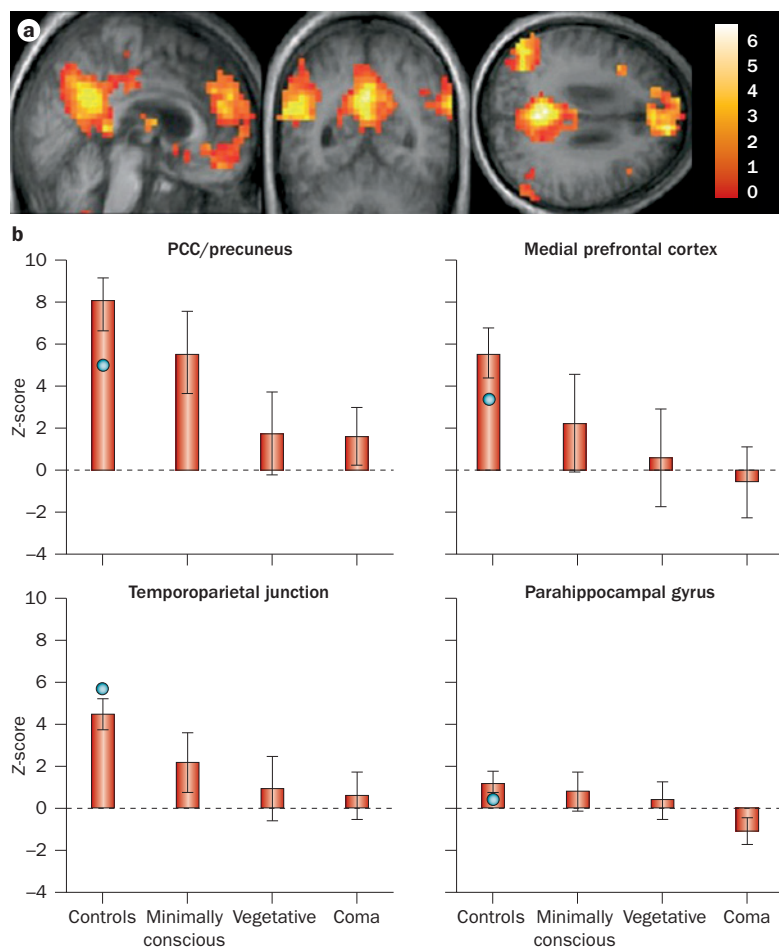 a
6
5
4
3
2
1
0
b
PCC/precuneus
Z-score
10
8
6
4
2
0
–2
–4
Medial prefrontal cortex
Temporoparietal junction
Z-score
10
8
6
4
2
0
–2
–4
Controls
Minimally
conscious
Vegetative
Coma
Parahippocampal gyrus
Controls
Minimally
conscious
Vegetative
Coma